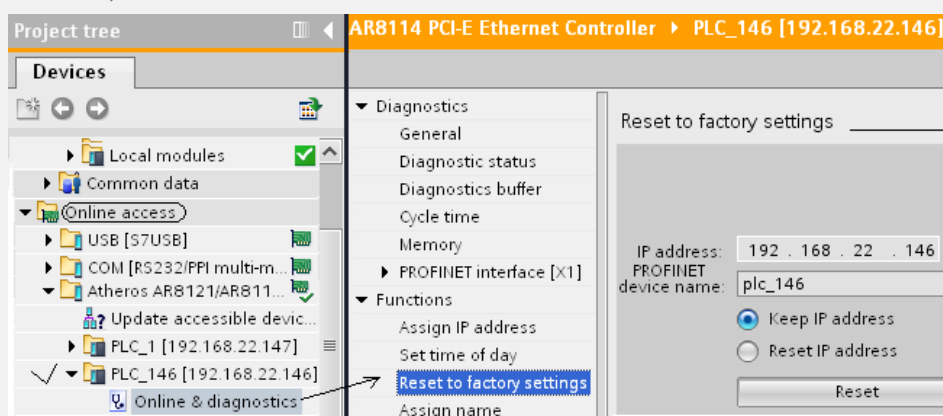 Project tree
Devices
Local modules
Common data
Online access
USB [S7USB]
COM [RS232/PPI multi-m...
Atheros AR8121/AR811...
Update accessible devic...
PLC_1 [192.168.22.147]
PLC_146 [192.168.22.146]
Online & diagnostics
AR8114 PCI-E Ethernet Controller ▸ PLC_146 [192.168.22.146]
Diagnostics
General
Diagnostic status
Diagnostics buffer
Cycle time
Memory
PROFINET interface [X1]
Functions
Assign IP address
Set time of day
Reset to factory settings
Assign name
Reset to factory settings
IP address: 192 . 168 . 22 . 146
PROFINET
device name: plc_146
Keep IP address
Reset IP address
Reset